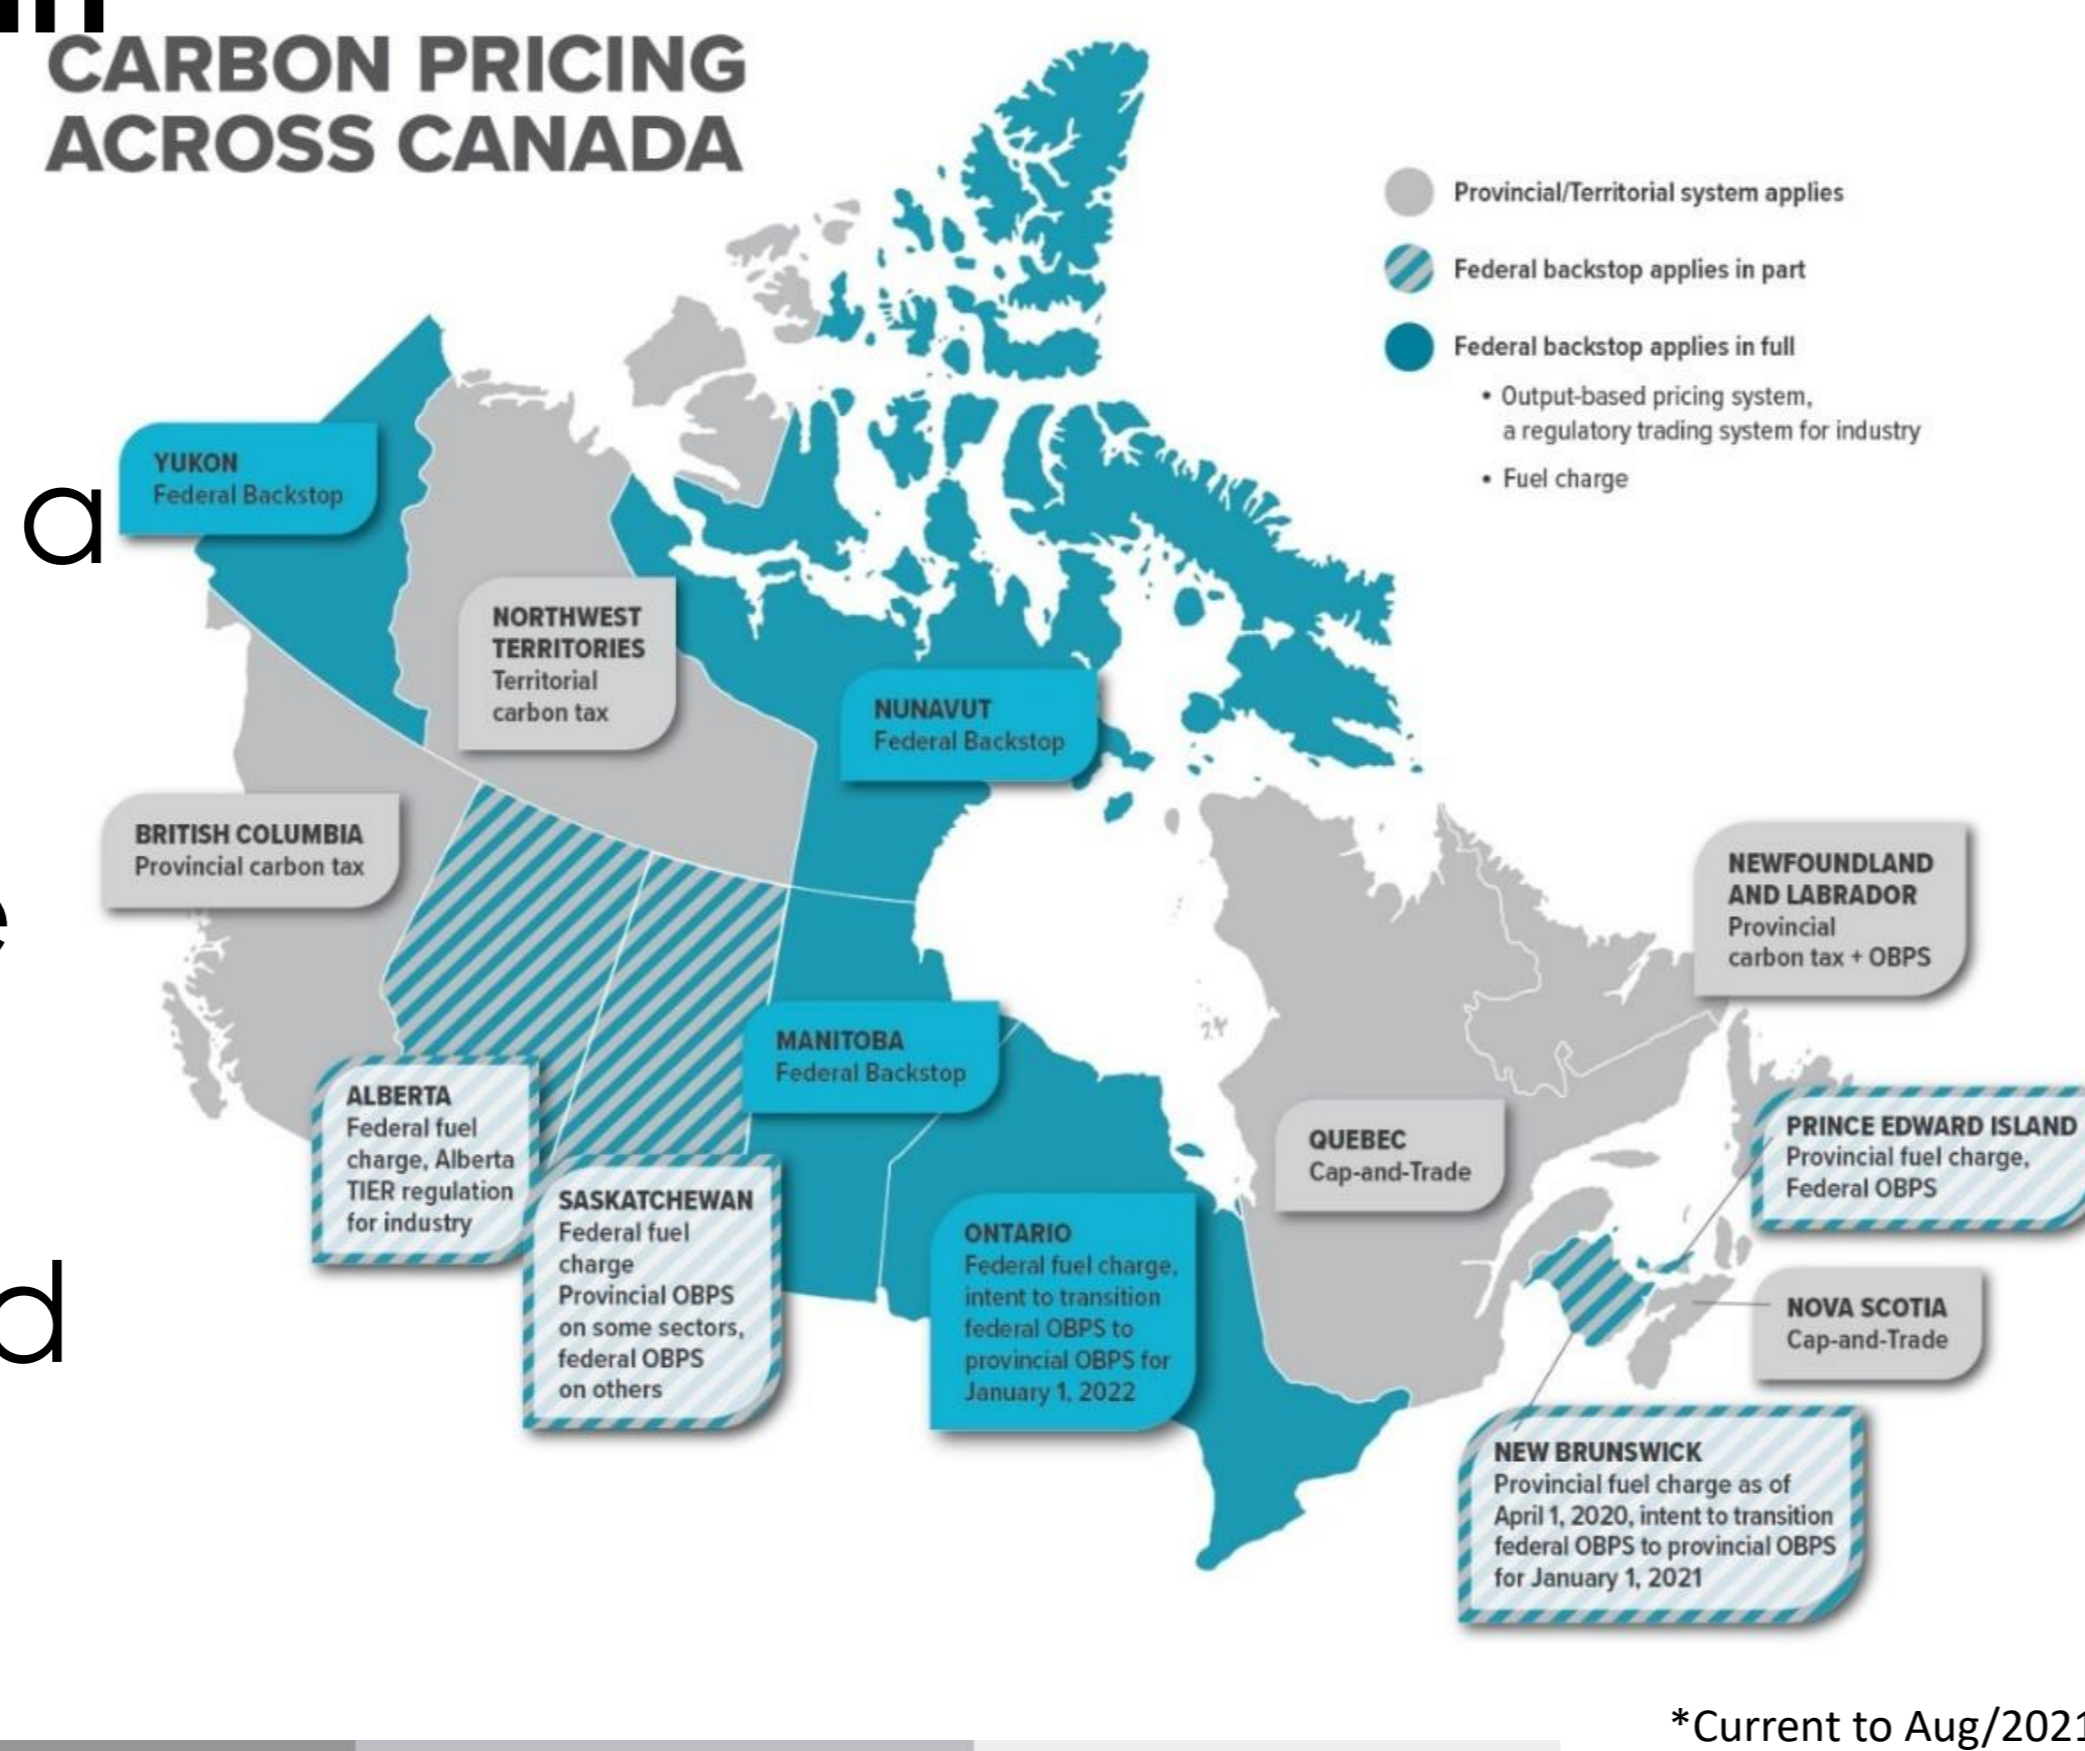 CARBON PRICING
ACROSS CANADA
Provincial/Territorial system applies
Federal backstop applies in part
Federal backstop applies in full
• Output-based pricing system,
a regulatory trading system for industry
• Fuel charge
a
e
d
YUKON
Federal Backstop
NORTHWEST
TERRITORIES
Territorial
carbon tax
NUNAVUT
Federal Backstop
BRITISH COLUMBIA
Provincial carbon tax
NEWFOUNDLAND
AND LABRADOR
Provincial
carbon tax + OBPS
MANITOBA
Federal Backstop
ALBERTA
Federal fuel
charge, Alberta
TIER regulation
for industry
SASKATCHEWAN
Federal fuel
charge
Provincial OBPS
on some sectors,
federal OBPS
on others
ONTARIO
Federal fuel charge,
intent to transition
federal OBPS to
provincial OBPS for
January 1, 2022
QUEBEC
Cap-and-Trade
PRINCE EDWARD ISLAND
Provincial fuel charge,
Federal OBPS
NOVA SCOTIA
Cap-and-Trade
NEW BRUNSWICK
Provincial fuel charge as of
April 1, 2020, intent to transition
federal OBPS to provincial OBPS
for January 1, 2021
*Current to Aug/2021